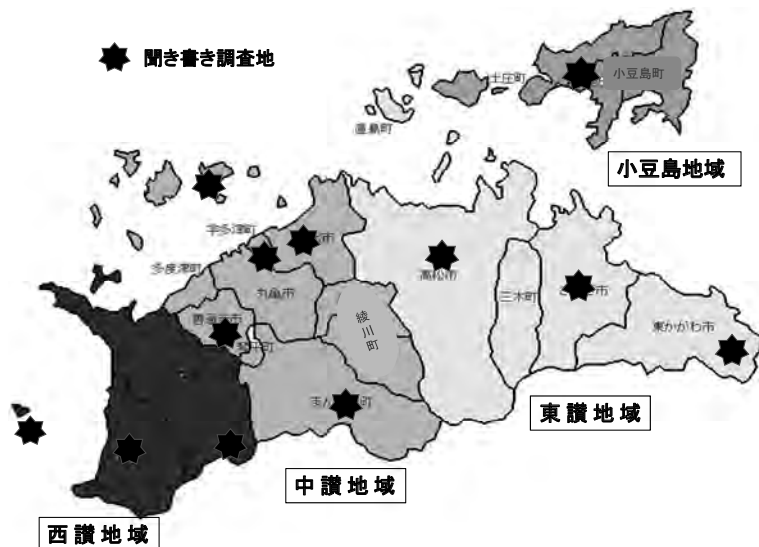 聞き書き調査地
土庄町
小豆島町
直島町
小豆島地域
宇多津町
市
多度津町
高松市
丸亀市
三木町
市
綾川町
東かがわ市
東讃地域
中讃地域
西讃地域